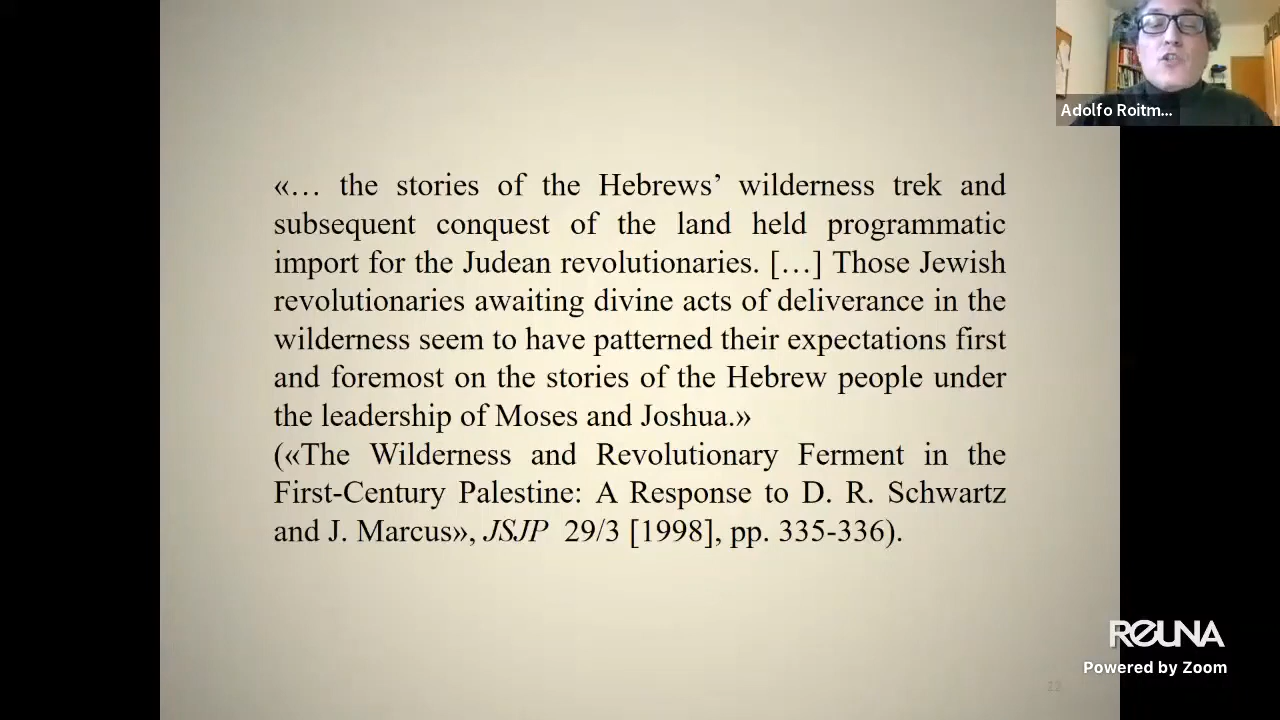 Adolfo Roitm...
«… the stories of the Hebrews’ wilderness trek and
subsequent conquest of the land held programmatic
import for the Judean revolutionaries. […] Those Jewish
revolutionaries awaiting divine acts of deliverance in the
wilderness seem to have patterned their expectations first
and foremost on the stories of the Hebrew people under
the leadership of Moses and Joshua.»
(«The Wilderness and Revolutionary Ferment in the
First-Century Palestine: A Response to D. R. Schwartz
and J. Marcus», JSJP 29/3 [1998], pp. 335-336).
REUNA
Powered by Zoom
22